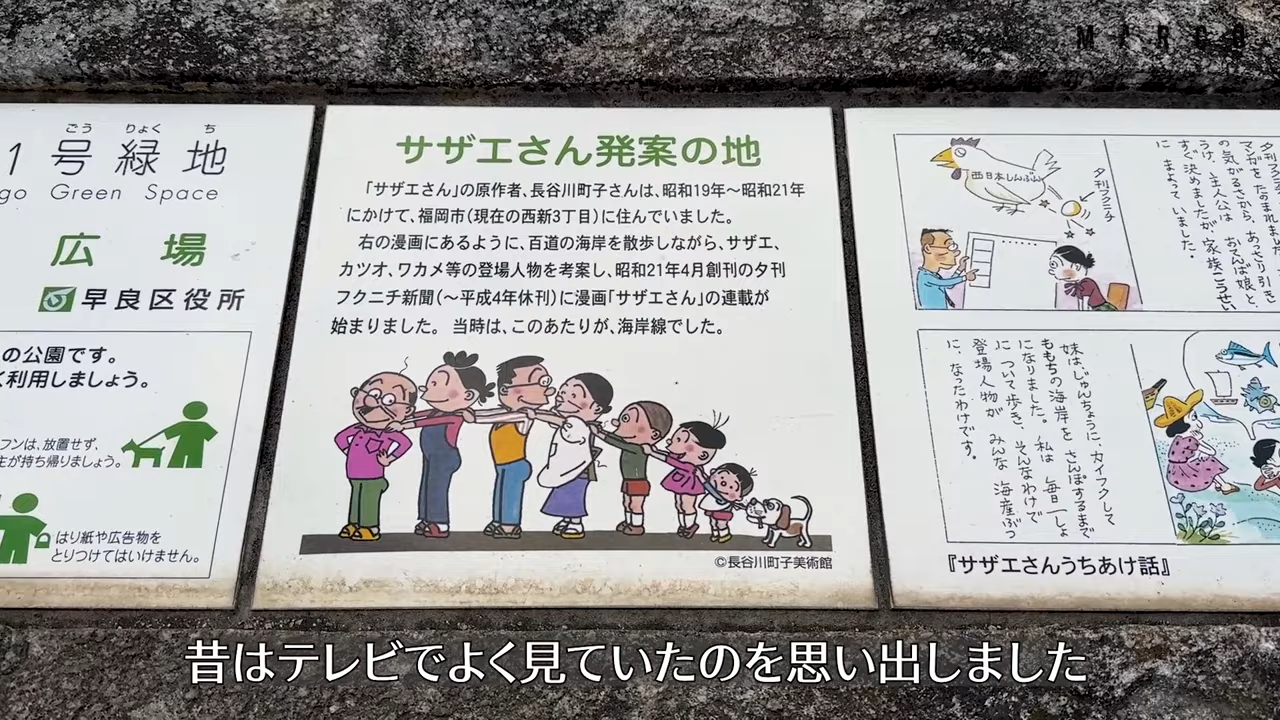 MARCO
ごう りょく ち
1号緑地
go Green Space
広場
早良区役所
の公園です。
く利用しましょう。
フンは、放置せず、
主が持ち帰りましょう。
はり紙や広告物を
とりつけてはいけません。
サザエさん発案の地
「サザエさん」の原作者、長谷川町子さんは、昭和19年～昭和21年
にかけて、福岡市（現在の西新3丁目）に住んでいました。
右の漫画にあるように、百道の海岸を散歩しながら、サザエ、
カツオ、ワカメ等の登場人物を考案し、昭和21年4月創刊の夕刊
フクニチ新聞（～平成4年休刊）に漫画「サザエさん」の連載が
始まりました。 当時は、このあたりが、海岸線でした。
©長谷川町子美術館
西日本しんぶん
夕刊フクニチ
夕刊フクニチ
マンガをたのまれました
の気がるさから、あっさり引き
うけ、主人公は おてんば娘と、
すぐ決めましたが、家族こうせい
に まよっていました。
妹はじゅんちょうに、カイフクして
ももちの海岸を さんぽするまで
になりました。 私は 毎日一しょ
について歩き、そんなわけで
登場人物が みんな 海産ぶつ
に、なったわけです。
『サザエさんうちあけ話』
昔はテレビでよく見ていたのを思い出しました